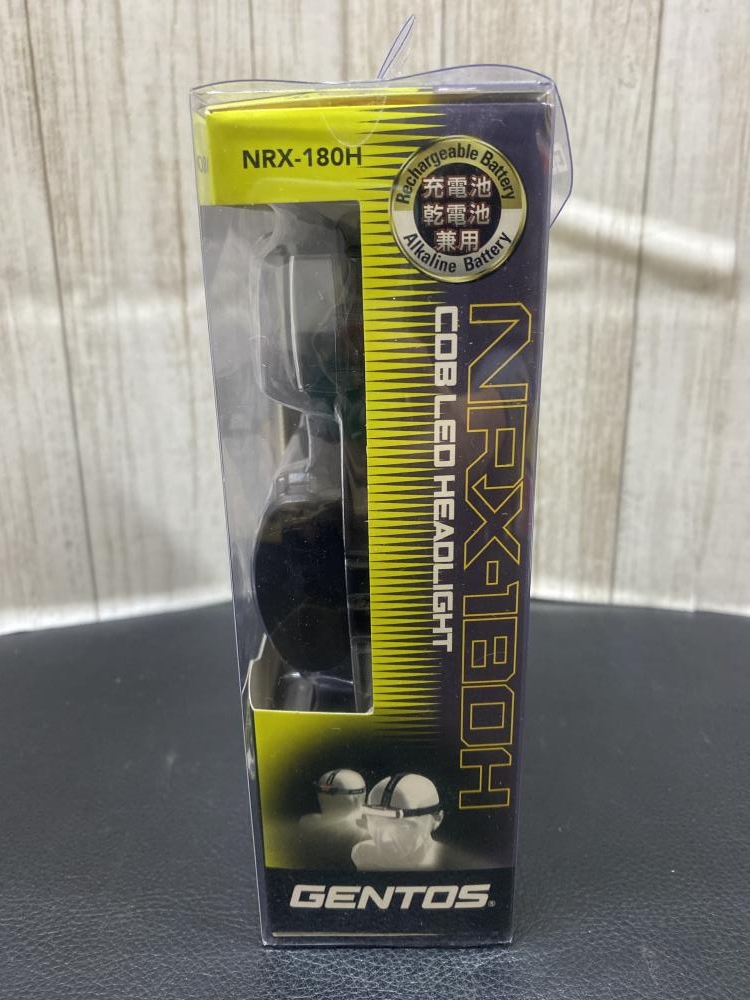 NRX-180H
Rechargeable Battery
充電池
乾電池
兼用
Alkaline Battery
NRX-180H
COB LED HEADLIGHT
GENTOS®